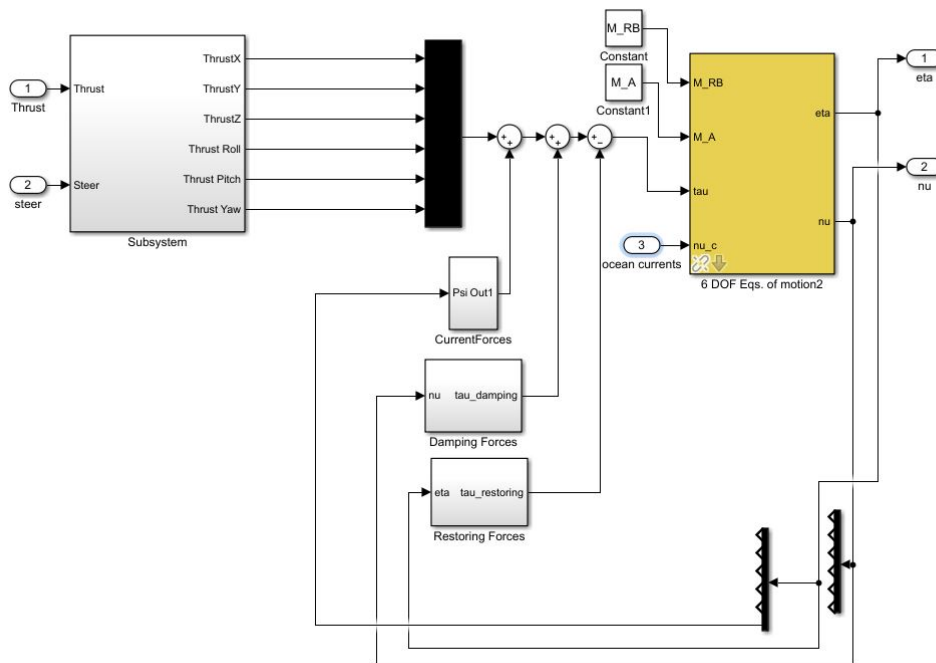 1
Thrust
2
steer
Thrust
Steer
ThrustX
ThrustY
ThrustZ
Thrust Roll
Thrust Pitch
Thrust Yaw
Subsystem
M_RB
Constant
M_A
Constant1
M_RB
M_A
tau
nu_c
eta
nu
6 DOF Eqs. of motion2
3
ocean currents
1
eta
2
nu
Psi Out1
CurrentForces
nu tau_damping
Damping Forces
eta tau_restoring
Restoring Forces